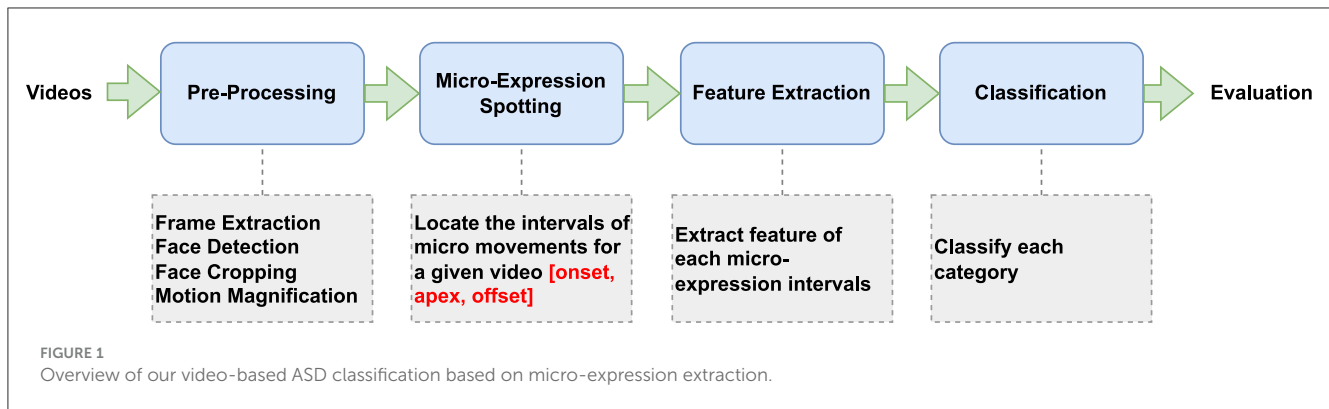 Videos
Pre-Processing
Micro-Expression
Spotting
Feature Extraction
Classification
Evaluation
Frame Extraction
Face Detection
Face Cropping
Motion Magnification
Locate the intervals of
micro movements for
a given video [onset,
apex, offset]
Extract feature of
each micro-
expression intervals
Classify each
category
FIGURE 1
Overview of our video-based ASD classification based on micro-expression extraction.